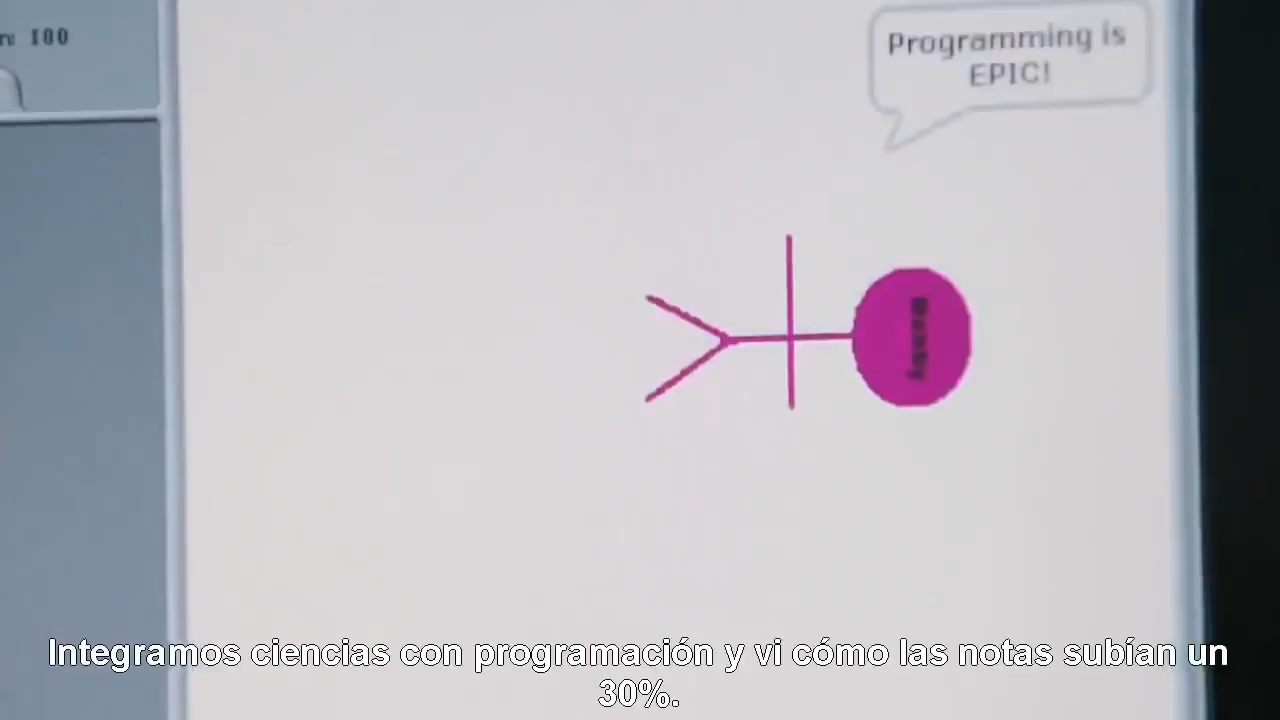 100
Programming is
EPIC!
Integramos ciencias con programación y vi cómo las notas subían un
30%.